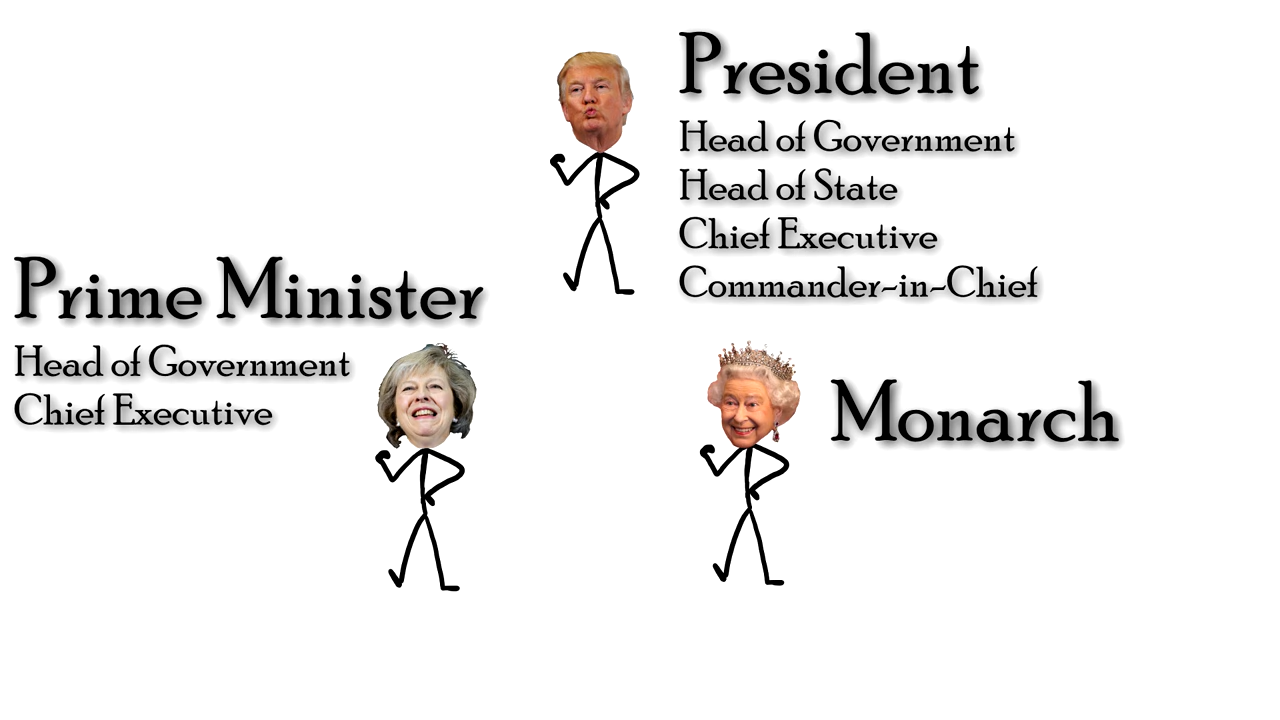 President
Head of Government
Head of State
Chief Executive
Commander-in-Chief
Prime Minister
Head of Government
Chief Executive
Monarch